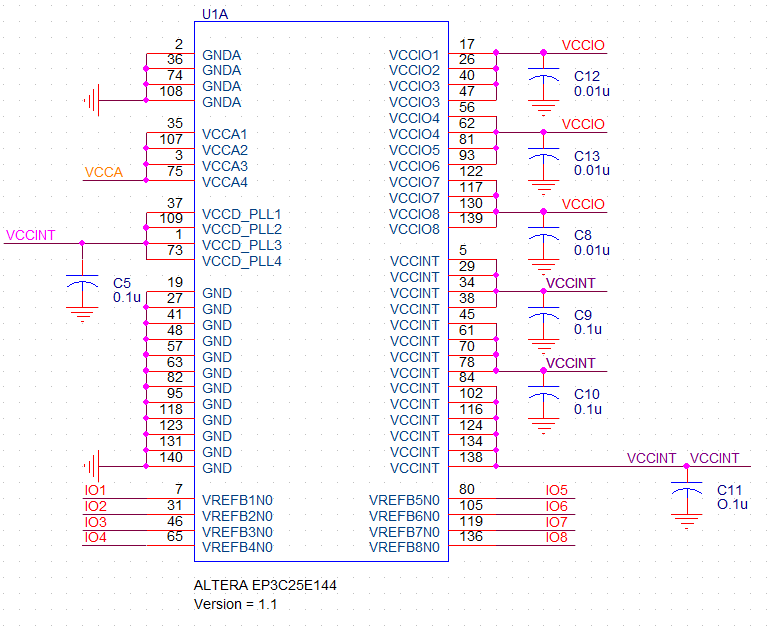 U1A
2 GNDA
36 GNDA
74 GNDA
108 GNDA
35 VCCA1
107 VCCA2
3 VCCA3
VCCA 75 VCCA4
37 VCCD_PLL1
109 VCCD_PLL2
VCCINT 1 VCCD_PLL3
73 VCCD_PLL4
C5
0.1u
19 GND
27 GND
41 GND
48 GND
57 GND
63 GND
82 GND
95 GND
118 GND
123 GND
131 GND
140 GND
IO1 7 VREFB1N0
IO2 31 VREFB2N0
IO3 46 VREFB3N0
IO4 65 VREFB4N0
VCCIO1 17 VCCIO
VCCIO2 26
VCCIO3 40
VCCIO3 47
C12
0.01u
VCCIO4 56
VCCIO4 62 VCCIO
VCCIO5 81
VCCIO6 93
C13
0.01u
VCCIO7 122
VCCIO7 117
VCCIO8 130 VCCIO
VCCIO8 139
C8
0.01u
VCCINT 5
VCCINT 29
VCCINT 34 VCCINT
VCCINT 38
C9
0.1u
VCCINT 45
VCCINT 61
VCCINT 70
VCCINT 78 VCCINT
C10
0.1u
VCCINT 84
VCCINT 102
VCCINT 116
VCCINT 124
VCCINT 134
VCCINT 138 VCCINT VCCINT
C11
O.1u
VREFB5N0 80 IO5
VREFB6N0 105 IO6
VREFB7N0 119 IO7
VREFB8N0 136 IO8
ALTERA EP3C25E144
Version = 1.1